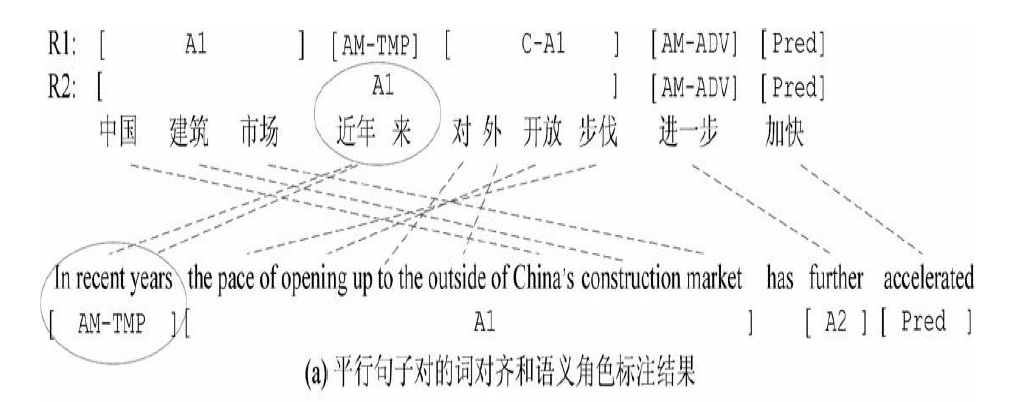 R1: [ A1 ] [AM-TMP] [ C-A1 ] [AM-ADV] [Pred]
R2: [ A1 ] [AM-ADV] [Pred]
中国 建筑 市场 近年 来 对 外 开放 步伐 进一步 加快
In recent years the pace of opening up to the outside of China's construction market has further accelerated
[ AM-TMP ][ A1 ] [ A2 ] [ Pred ]
(a) 平行句子对的词对齐和语义角色标注结果